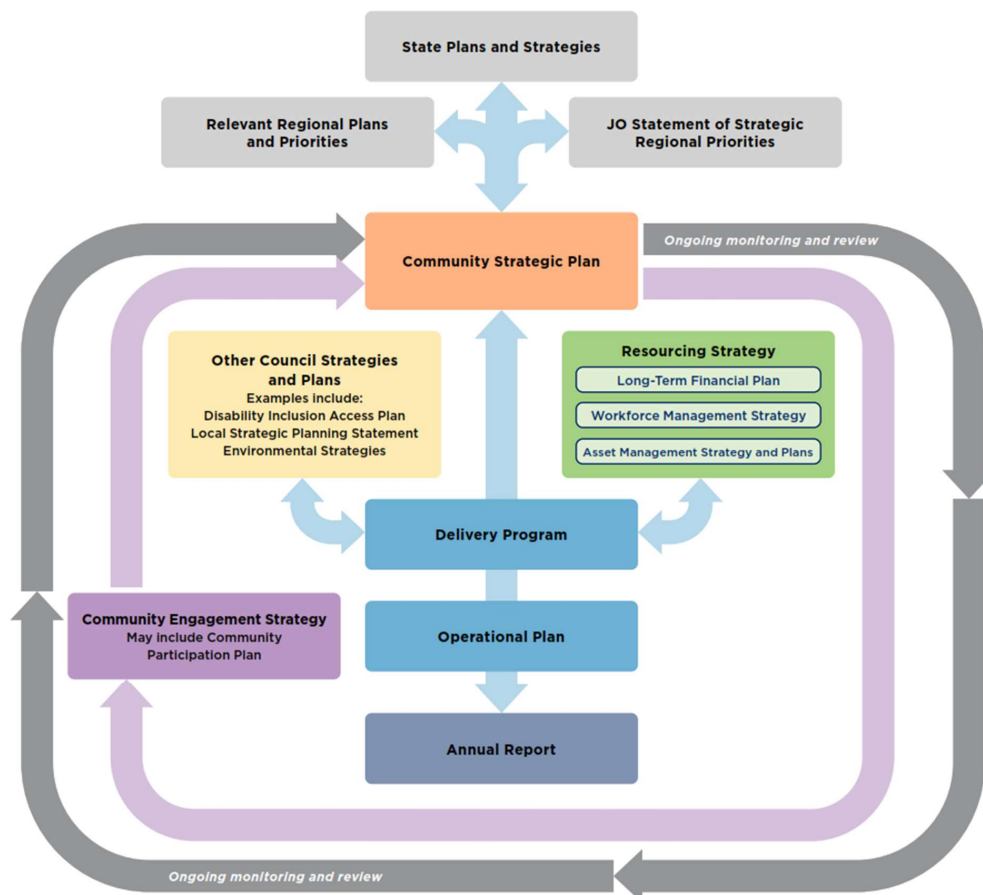 State Plans and Strategies
Relevant Regional Plans
and Priorities
JO Statement of Strategic
Regional Priorities
Community Strategic Plan
Ongoing monitoring and review
Other Council Strategies
and Plans
Examples include:
Disability Inclusion Access Plan
Local Strategic Planning Statement
Environmental Strategies
Resourcing Strategy
Long-Term Financial Plan
Workforce Management Strategy
Asset Management Strategy and Plans
Delivery Program
Community Engagement Strategy
May include Community
Participation Plan
Operational Plan
Annual Report
Ongoing monitoring and review